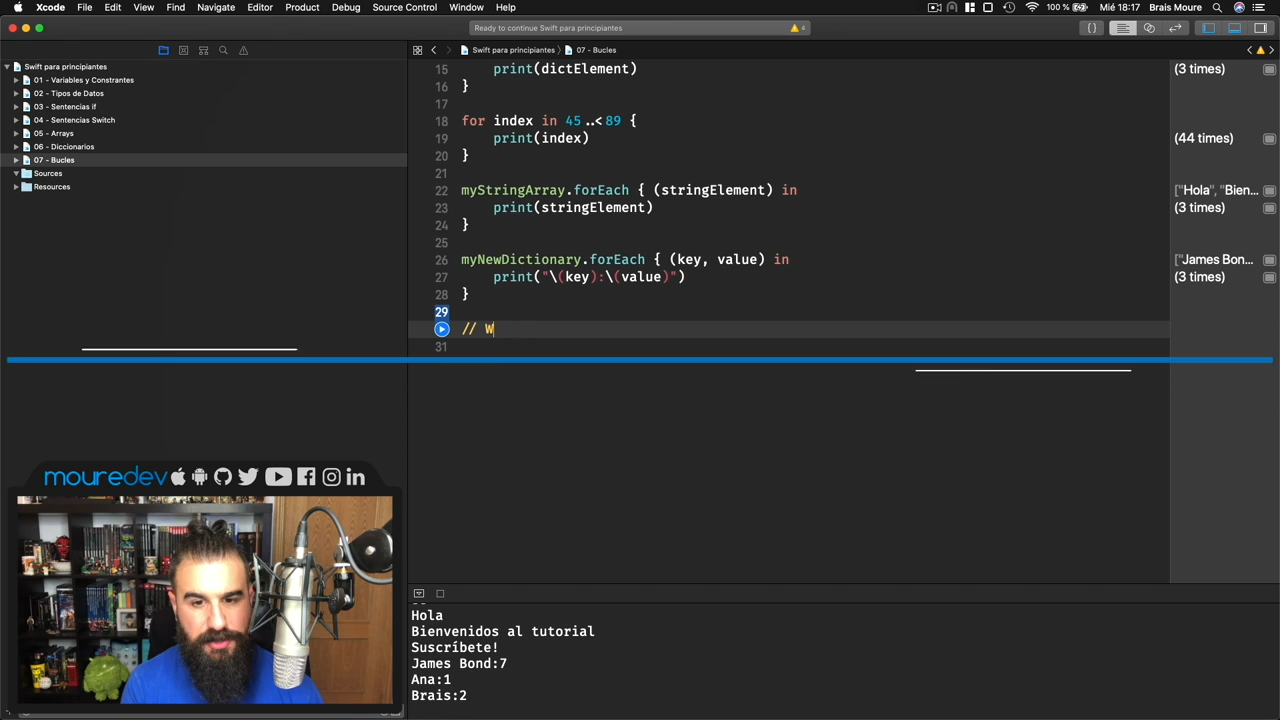 Xcode File Edit View Find Navigate Editor Product Debug Source Control Window Help 100 % Mié 18:17 Brais Moure
Ready to continue Swift para principiantes 4
Swift para principiantes 07 - Bucles
Swift para principiantes
01 - Variables y Constrantes
02 - Tipos de Datos
03 - Sentencias if
04 - Sentencias Switch
05 - Arrays
06 - Diccionarios
07 - Bucles
Sources
Resources
15 print(dictElement) (3 times)
16 }
17
18 for index in 45..<89 {
19 print(index) (44 times)
20 }
21
22 myStringArray.forEach { (stringElement) in ["Hola", "Bien...
23 print(stringElement) (3 times)
24 }
25
26 myNewDictionary.forEach { (key, value) in ["James Bon...
27 print("\(key):\(value)") (3 times)
28 }
29
// W
31
mouredev
Hola
Bienvenidos al tutorial
Suscríbete!
James Bond:7
Ana:1
Brais:2